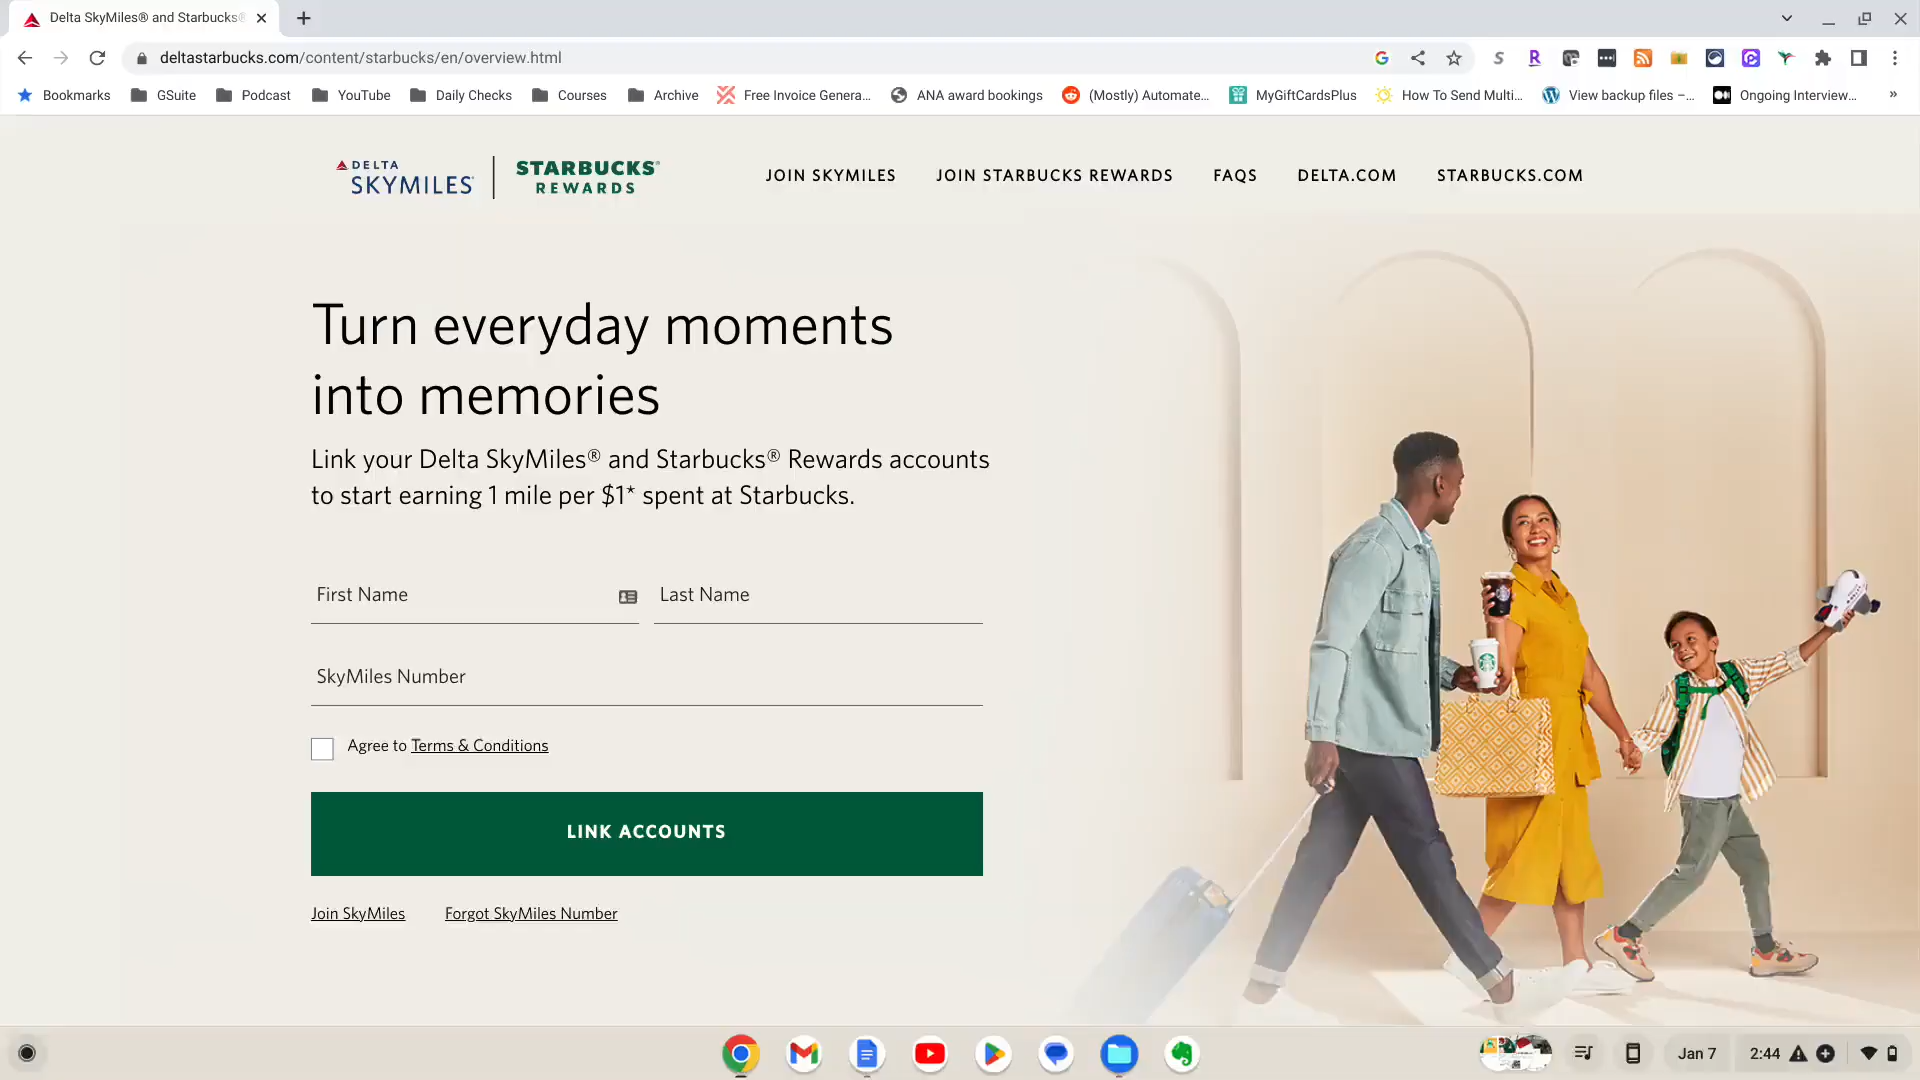 Delta SkyMiles® and Starbucks®
deltastarbucks.com/content/starbucks/en/overview.html
Bookmarks GSuite Podcast YouTube Daily Checks Courses Archive Free Invoice Genera... ANA award bookings (Mostly) Automate... MyGiftCardsPlus How To Send Multi... View backup files –... Ongoing Interview... »
DELTA
SKYMILES
STARBUCKS®
REWARDS
JOIN SKYMILES JOIN STARBUCKS REWARDS FAQS DELTA.COM STARBUCKS.COM
Turn everyday moments
into memories
Link your Delta SkyMiles® and Starbucks® Rewards accounts
to start earning 1 mile per $1* spent at Starbucks.
First Name Last Name
SkyMiles Number
Agree to Terms & Conditions
LINK ACCOUNTS
Join SkyMiles Forgot SkyMiles Number
Jan 7 2:44